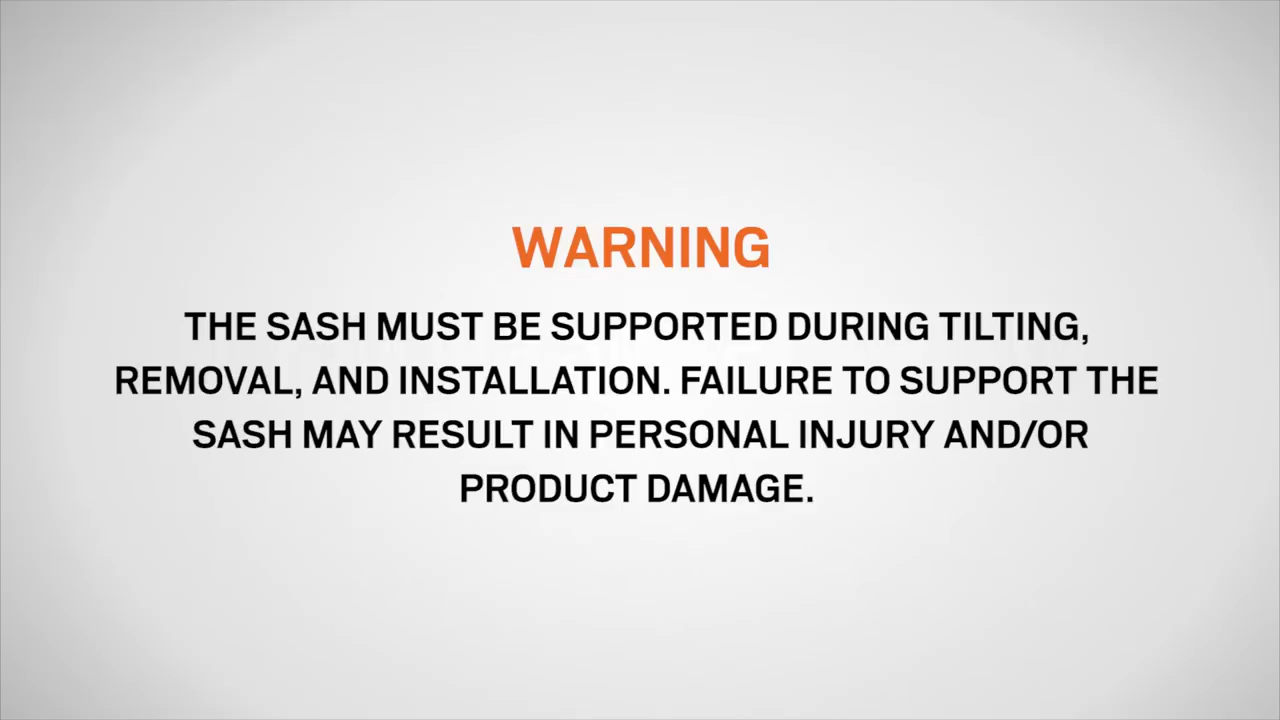 WARNING
THE SASH MUST BE SUPPORTED DURING TILTING,
REMOVAL, AND INSTALLATION. FAILURE TO SUPPORT THE
SASH MAY RESULT IN PERSONAL INJURY AND/OR
PRODUCT DAMAGE.